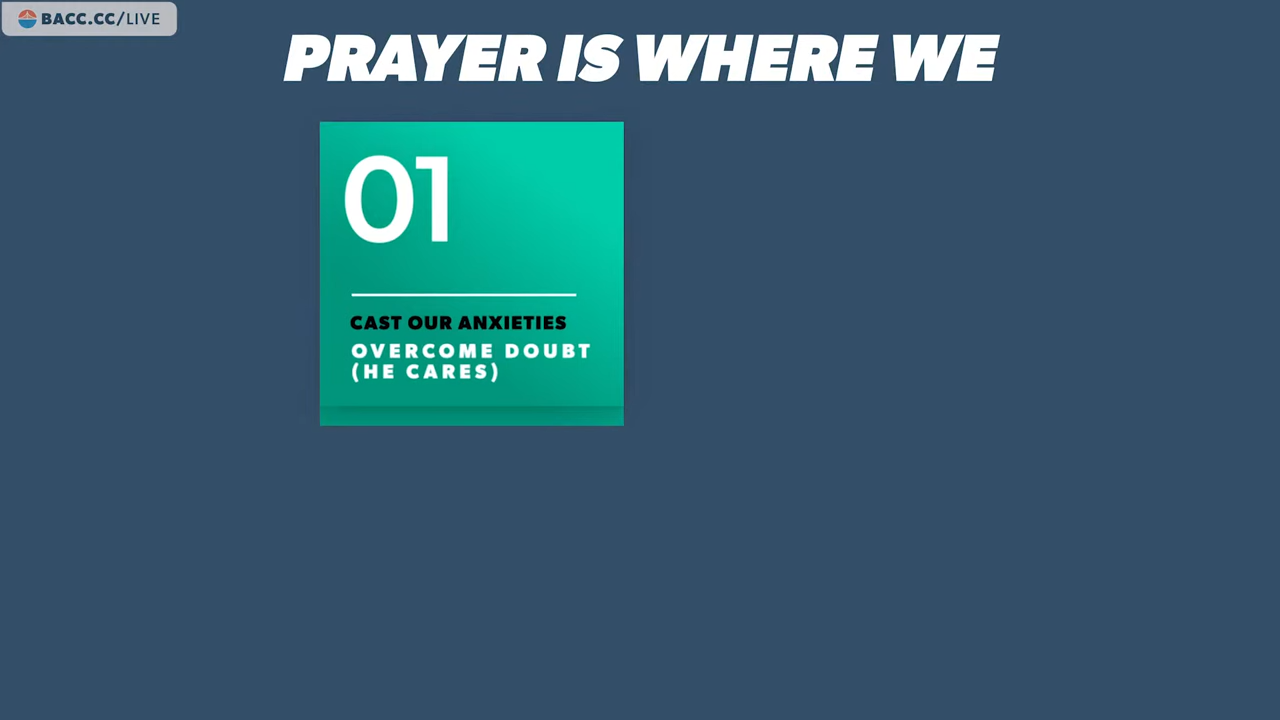 BACC.CC/LIVE
PRAYER IS WHERE WE
01
CAST OUR ANXIETIES
OVERCOME DOUBT
(HE CARES)